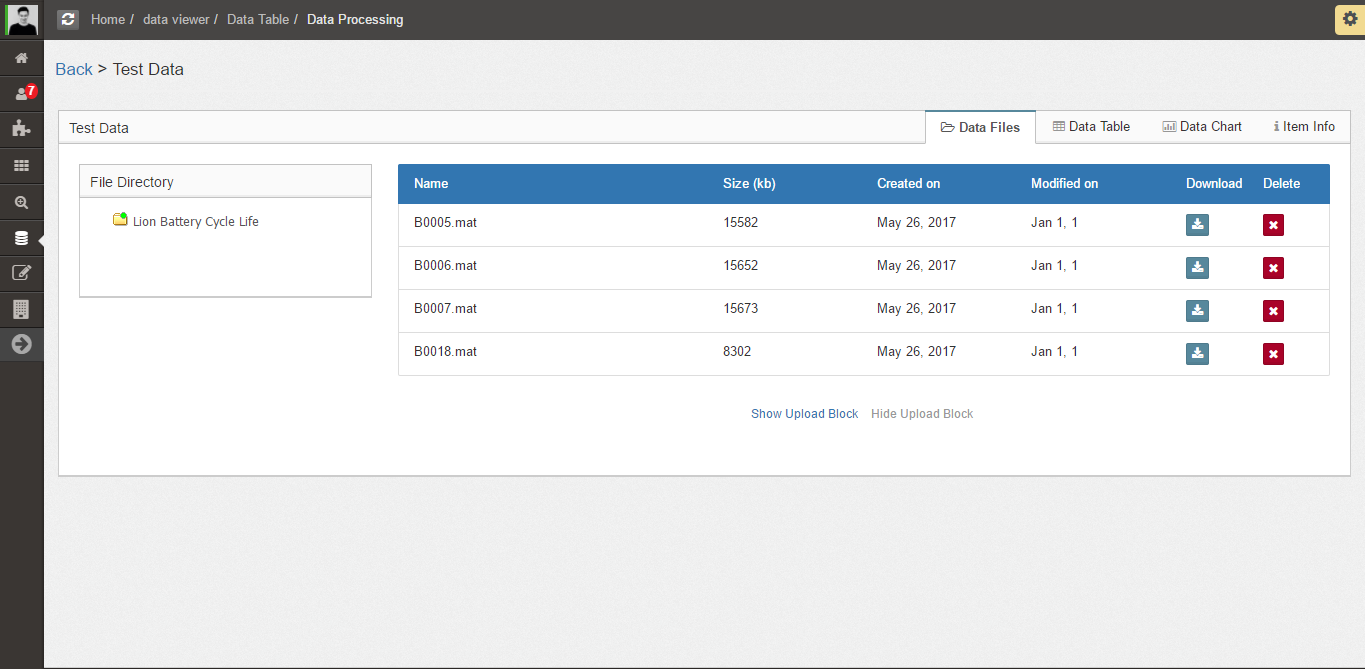 Home / data viewer / Data Table / Data Processing
7
Back > Test Data
Test Data
Data Files
Data Table
Data Chart
i Item Info
File Directory
Lion Battery Cycle Life
Name Size (kb) Created on Modified on Download Delete
B0005.mat 15582 May 26, 2017 Jan 1, 1
B0006.mat 15652 May 26, 2017 Jan 1, 1
B0007.mat 15673 May 26, 2017 Jan 1, 1
B0018.mat 8302 May 26, 2017 Jan 1, 1
Show Upload Block Hide Upload Block